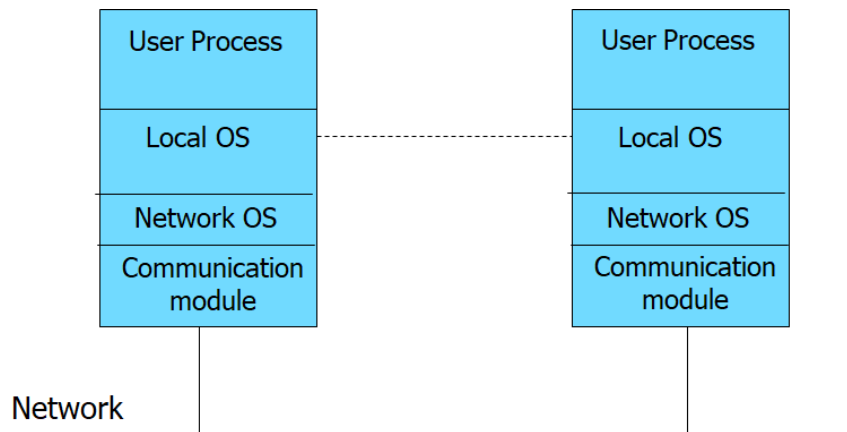 User Process
Local OS
Network OS
Communication
module
User Process
Local OS
Network OS
Communication
module
Network